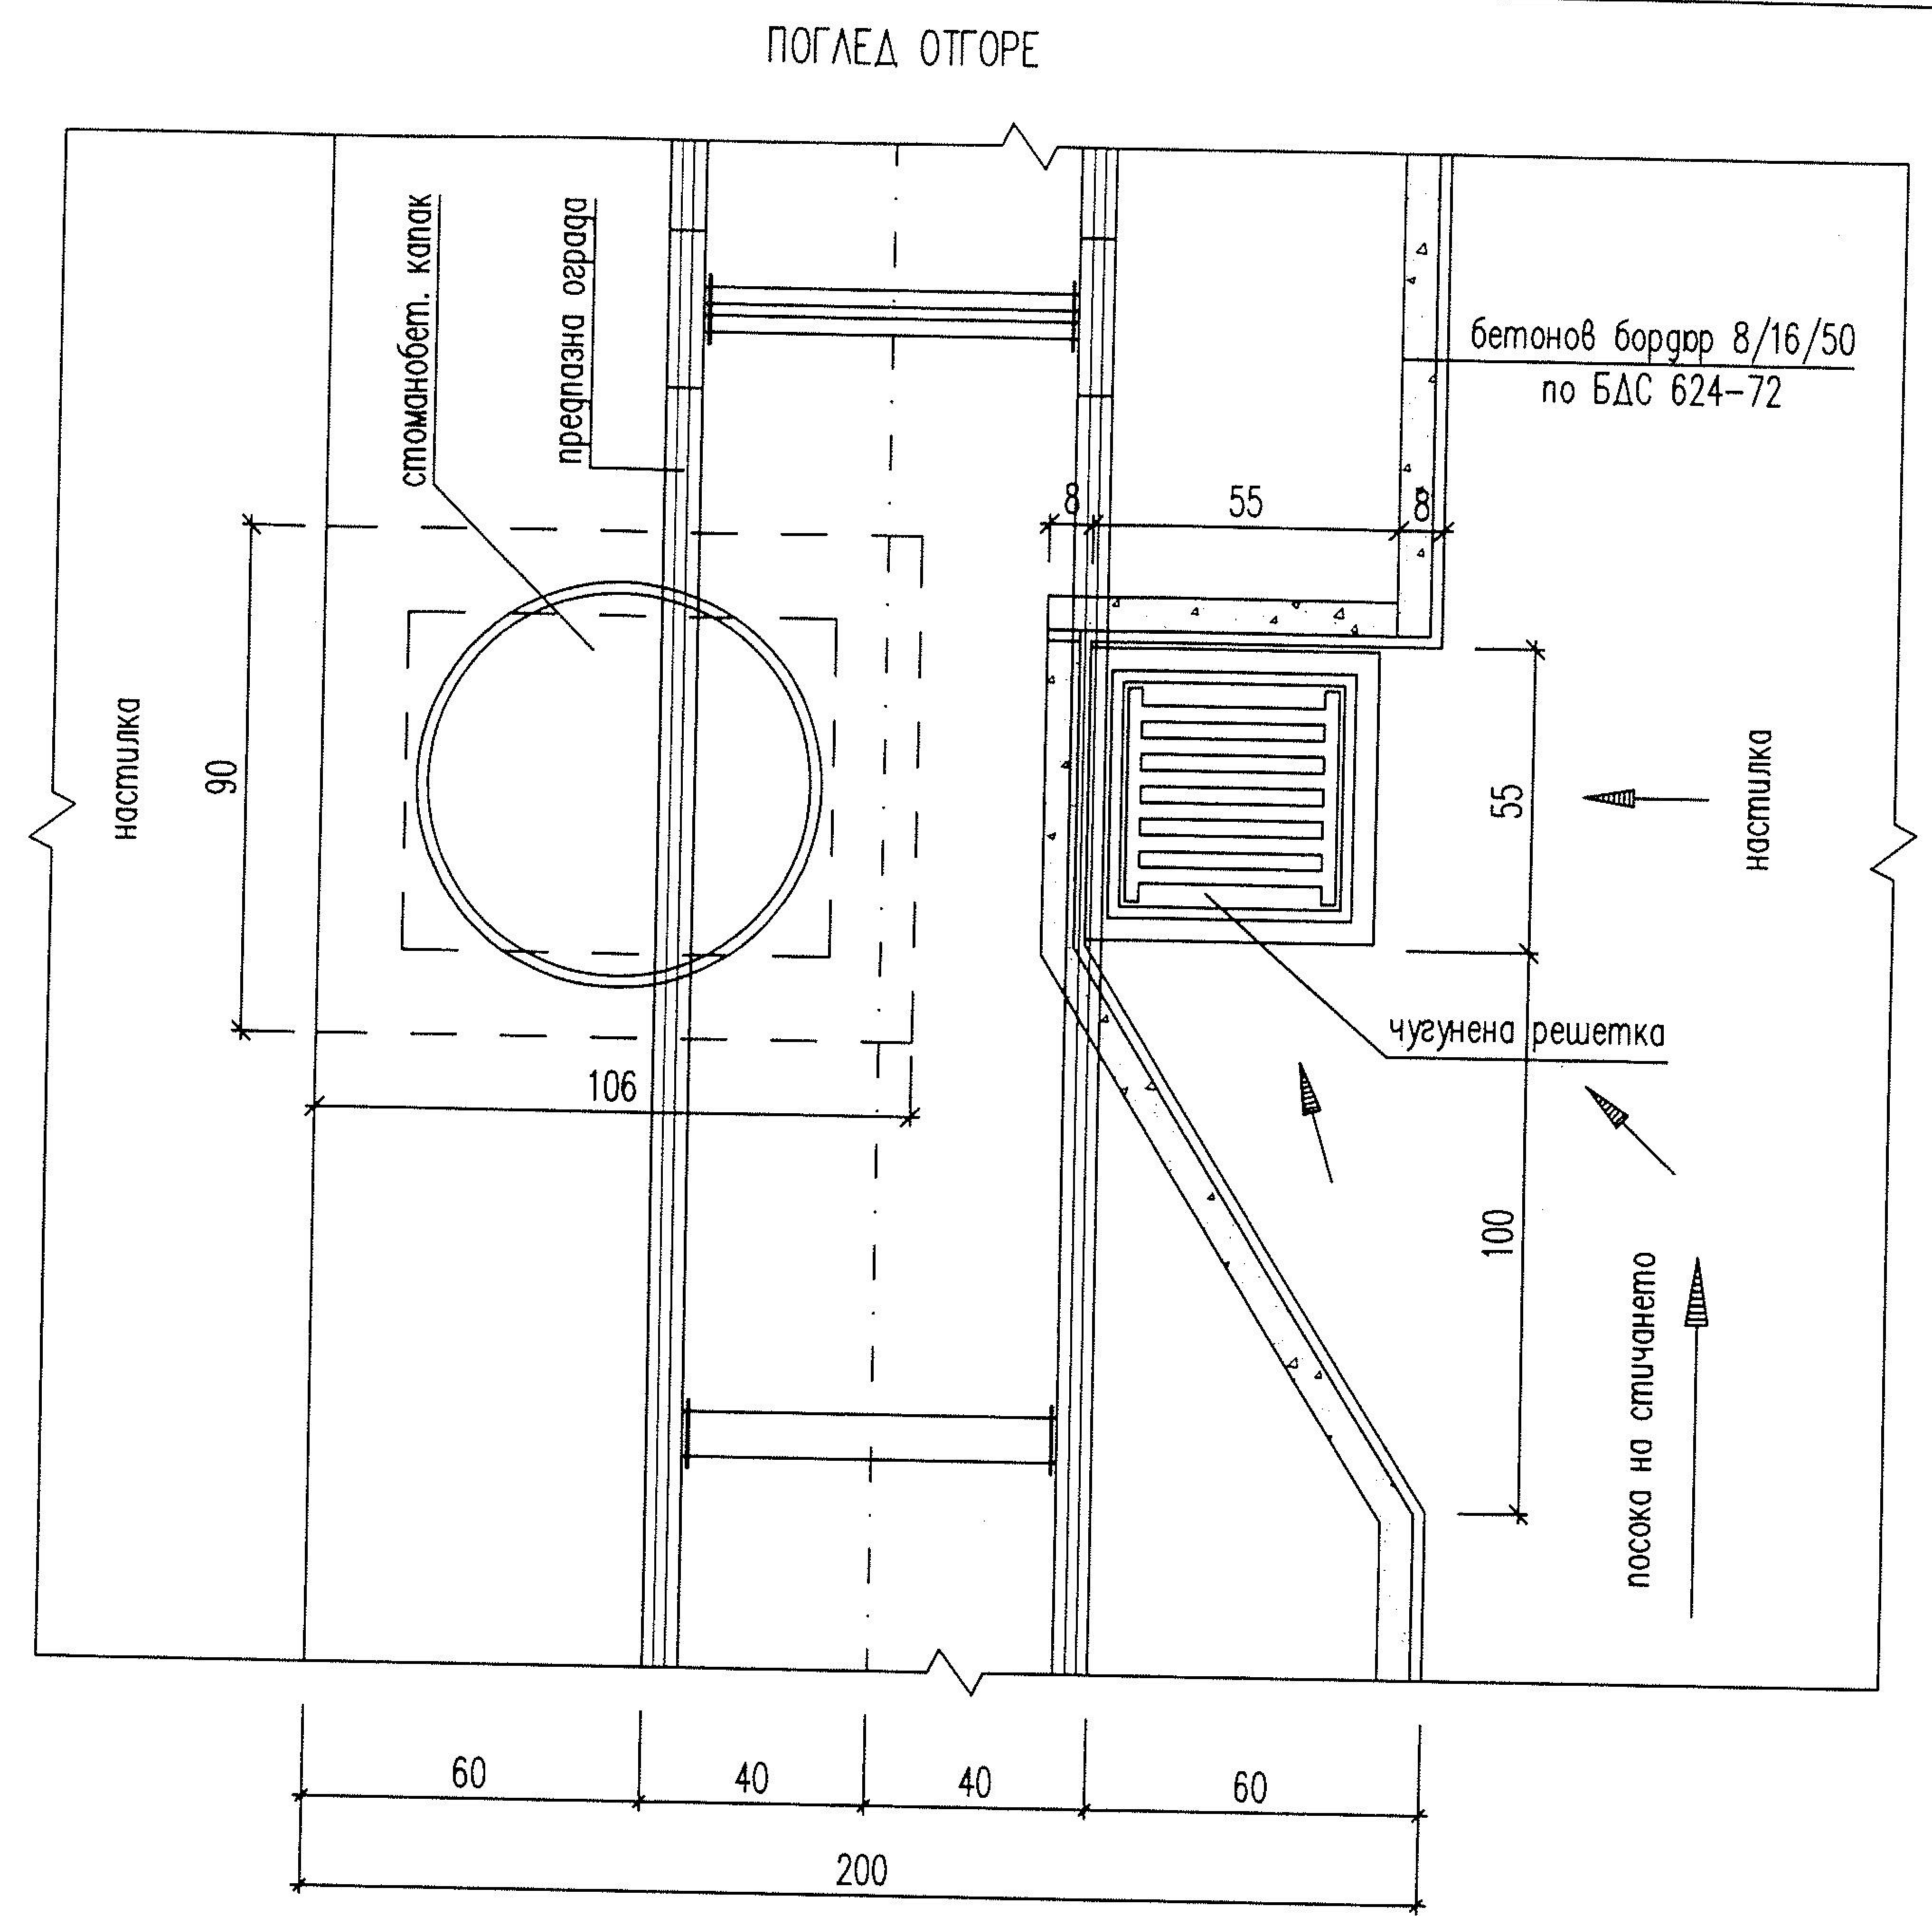 ПОГЛЕД ОТГОРЕ
стоманобет. капак
предпазна ограда
бетонов бордюр 8/16/50
по БДС 624-72
8
55
8
настилка
90
55
настилка
чугунена решетка
106
100
посока на стичането
60
40
40
60
200